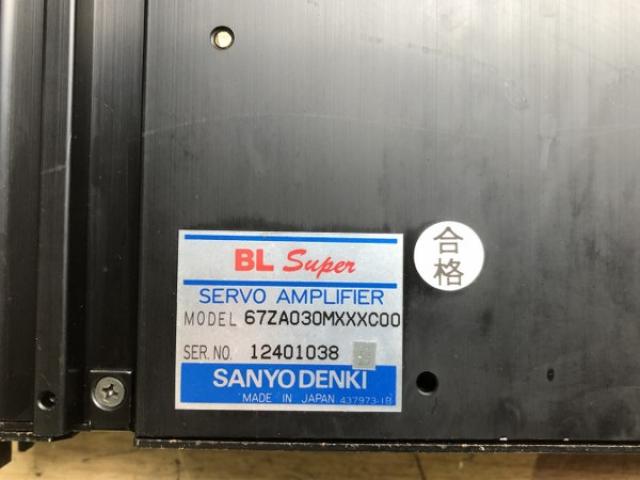 BL Super
SERVO AMPLIFIER
MODEL 67ZA030MXXXC00
SER.NO. 12401038
SANYO DENKI
MADE IN JAPAN 437973-1B
合格